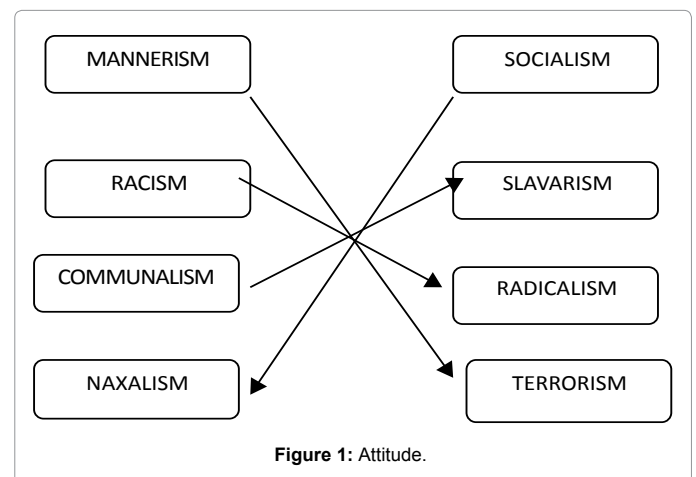 MANNERISM
SOCIALISM
RACISM
SLAVARISM
COMMUNALISM
RADICALISM
NAXALISM
TERRORISM
Figure 1: Attitude.